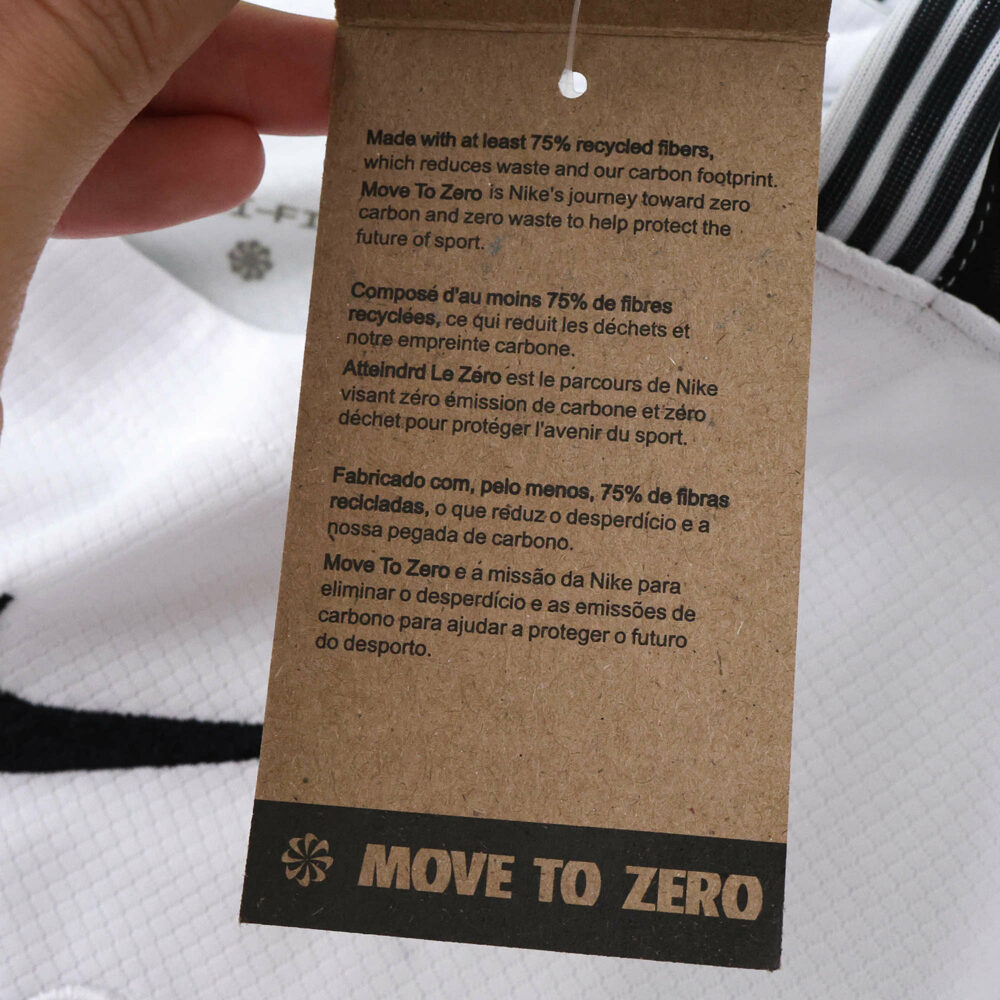 Made with at least 75% recycled fibers,
which reduces waste and our carbon footprint.
Move To Zero is Nike's journey toward zero
carbon and zero waste to help protect the
future of sport.
Composé d'au moins 75% de fibres
recyclées, ce qui reduit les déchets et
notre empreinte carbone.
Atteindrd Le Zéro est le parcours de Nike
visant zéro émission de carbone et zéro
déchet pour protéger l'avenir du sport.
Fabricado com, pelo menos, 75% de fibras
recicladas, o que réduz o desperdício e a
nossa pegada de carbono.
Move To Zero e á missão da Nike para
eliminar o desperdício e as emissões de
carbono para ajudar a proteger o futuro
do desporto.
MOVE TO ZERO